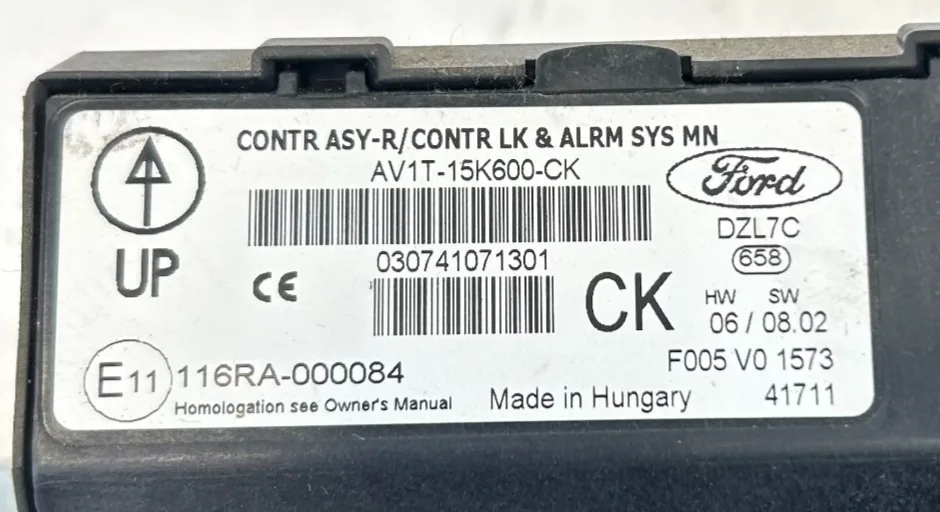 CONTR ASY-R/CONTR LK & ALRM SYS MN
AV1T-15K600-CK
Ford
DZL7C
658
UP
CE
030741071301
CK
HW SW
06 / 08.02
E11
116RA-000084
F005 V0 1573
Homologation see Owner's Manual
Made in Hungary
41711